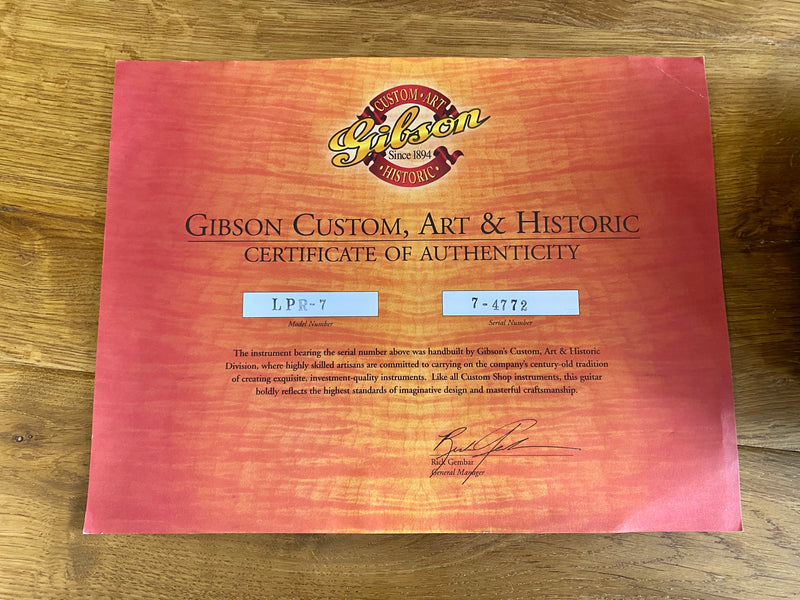 CUSTOM • ART
Gibson
Since 1894
• HISTORIC •
GIBSON CUSTOM, ART & HISTORIC
CERTIFICATE OF AUTHENTICITY
LPR-7 7-4772
Model Number Serial Number
The instrument bearing the serial number above was handbuilt by Gibson's Custom, Art & Historic
Division, where highly skilled artisans are committed to carrying on the company's century-old tradition
of creating exquisite, investment-quality instruments. Like all Custom Shop instruments, this guitar
boldly reflects the highest standards of imaginative design and masterful craftsmanship.
Rick Gembar
General Manager